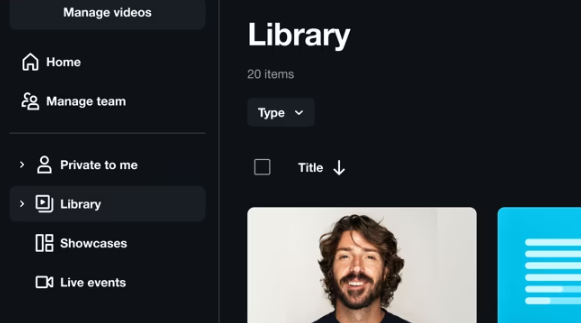 Manage videos
Home
Manage team
Private to me
Library
Showcases
Live events
Library
20 items
Type
Title